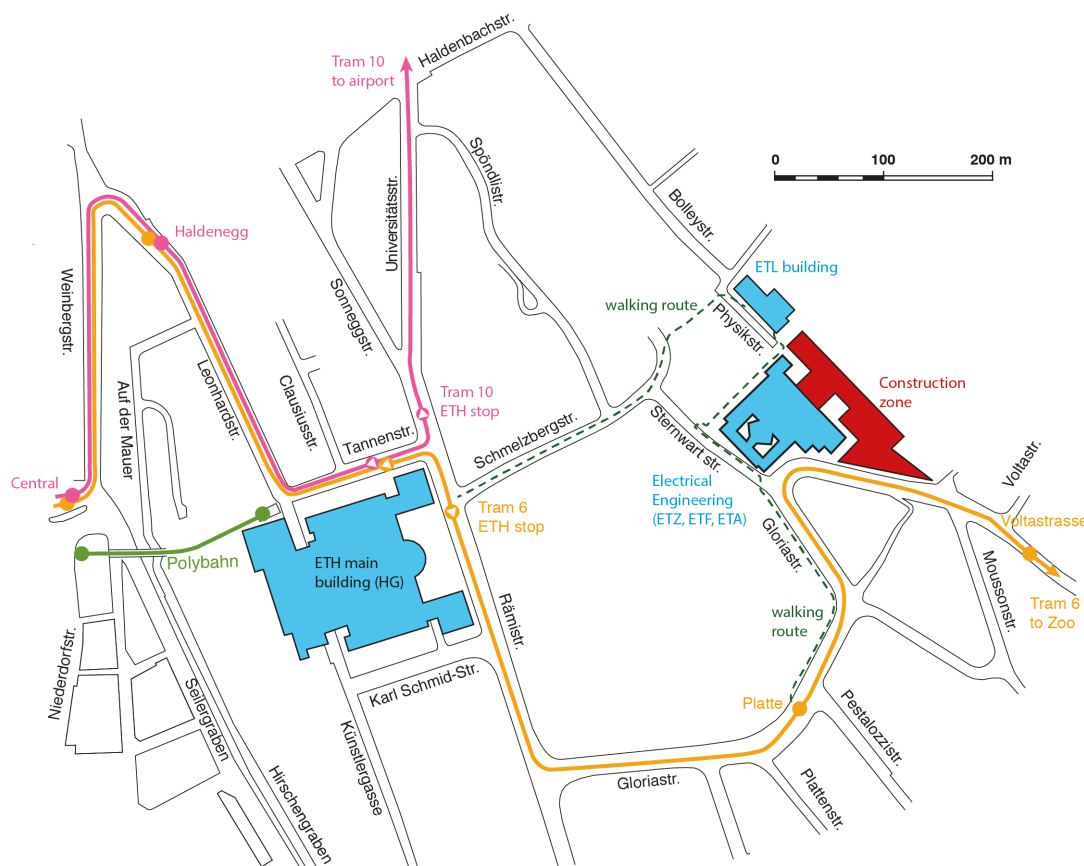 Haldenbachstr.
Tram 10
to airport
Spöndlistr.
0
100
200 m
Universitätsstr.
Bolleystr.
Haldenegg
ETL building
Weinbergstr.
Sonneggstr.
walking route
Physikstr.
Leonhardstr.
Clausiusstr.
Auf der Mauer
Tram 10
ETH stop
Construction
zone
Tannenstr.
Schmelzbergstr.
Sternwart str.
Voltastr.
Central
Electrical
Engineering
(ETZ, ETF, ETA)
Tram 6
ETH stop
Voltastrasse
Gloriastr.
Polybahn
ETH main
building (HG)
Moussonstr.
Tram 6
to Zoo
walking
route
Rämistr.
Niederdorfstr.
Karl Schmid-Str.
Seilergraben
Platte
Pestalozzistr.
Künstlergasse
Hirschengraben
Gloriastr.
Plattenstr.